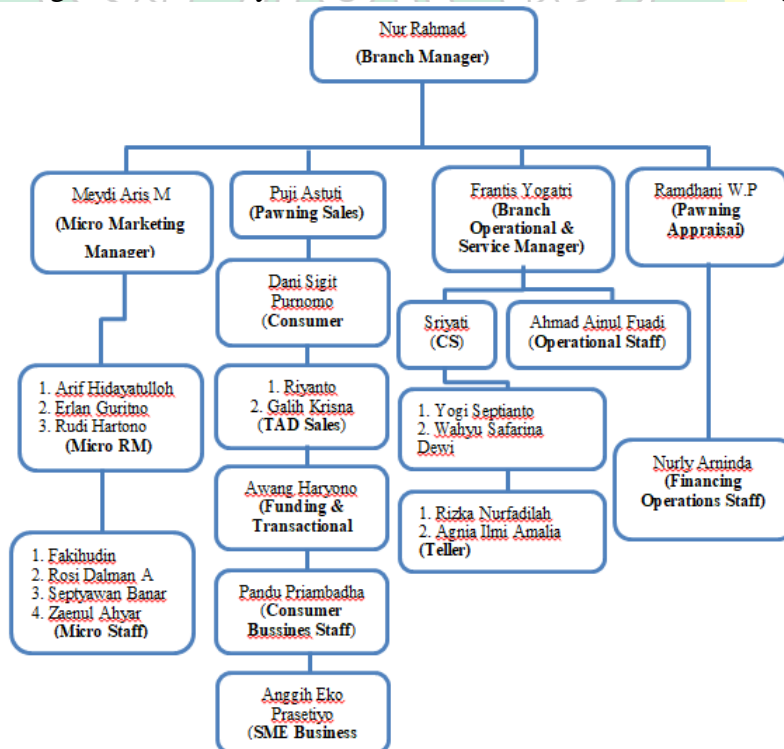 Nur Rahmad
(Branch Manager)
Meydi Aris M
(Micro Marketing
Manager)
Puji Astuti
(Pawning Sales)
Frantis Yogatri
(Branch
Operational &
Service Manager)
Ramdhani W.P
(Pawning
Appraisai)
Dani Sigit
Purnomo
(Consumer
Sriyati
(CS)
Ahmad Ainul Fuadi
(Operational Staff)
1. Arif Hidayatulloh
2. Erlan Guritno
3. Rudi Hartono
(Micro RM)
1. Riyanto
2. Galih Krisna
(TAD Sales)
1. Yogi Septianto
2. Wahyu Safarina
Dewi
Nurly Arninda
(Financing
Operations Staff)
Awang Haryono
(Funding &
Transactional
1. Rizka Nurfadilah
2. Agnia Ilmi Amalia
(Teller)
1. Fakihudin
2. Rosi Dalman A
3. Septyawan Banar
4. Zaenul Ahyar
(Micro Staff)
Pandu Priambadha
(Consumer
Bussines Staff)
Anggih Eko
Prasetiyo
(SME Business